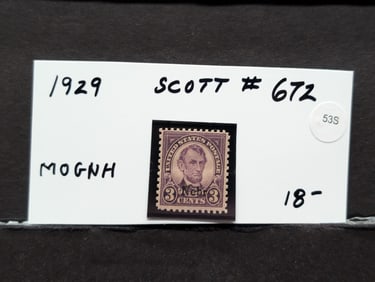 1929 SCOTT # 672
53S
MOGNH
UNITED STATES POSTAGE
Nebr.
3 CENTS 3
18-